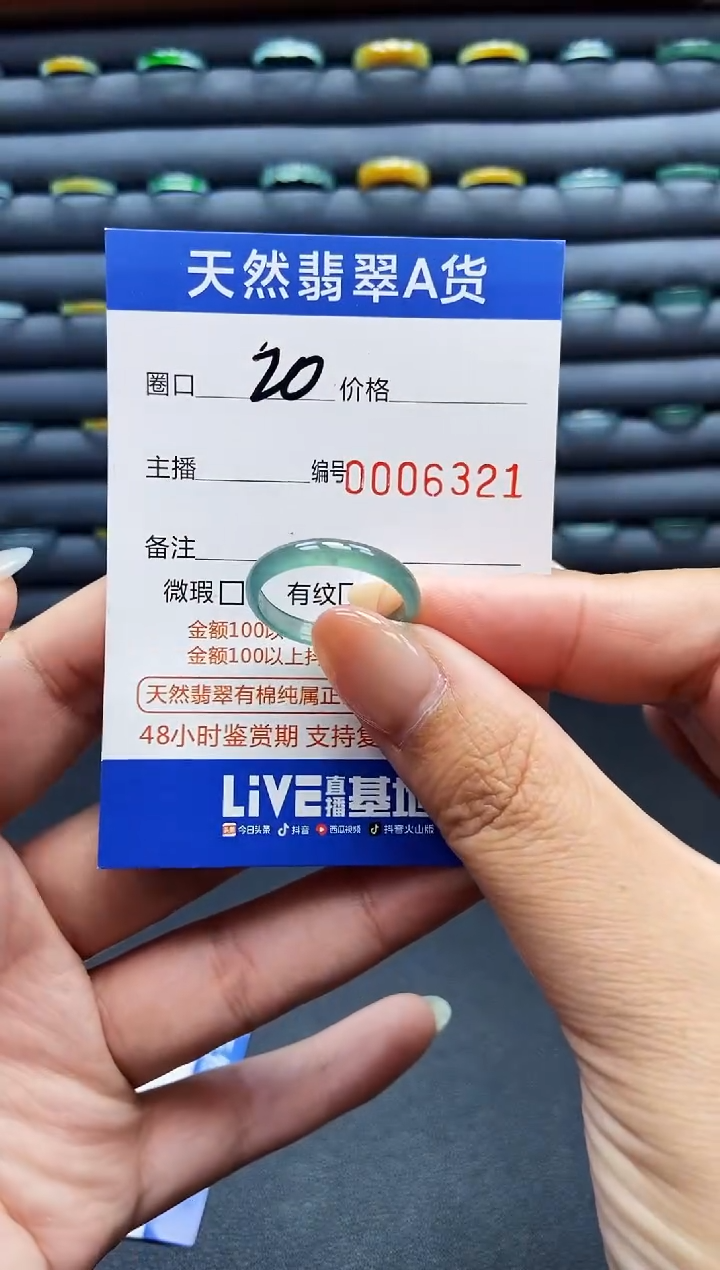 天然翡翠A货
圈口 20 价格
主播 编号0006321
备注
微瑕□ 有纹□
金额100以
金额100以上抖
天然翡翠有棉纯属正
48小时鉴赏期 支持复
LiVE直播基地
头条 今日头条 抖音 西瓜视频 抖音火山版